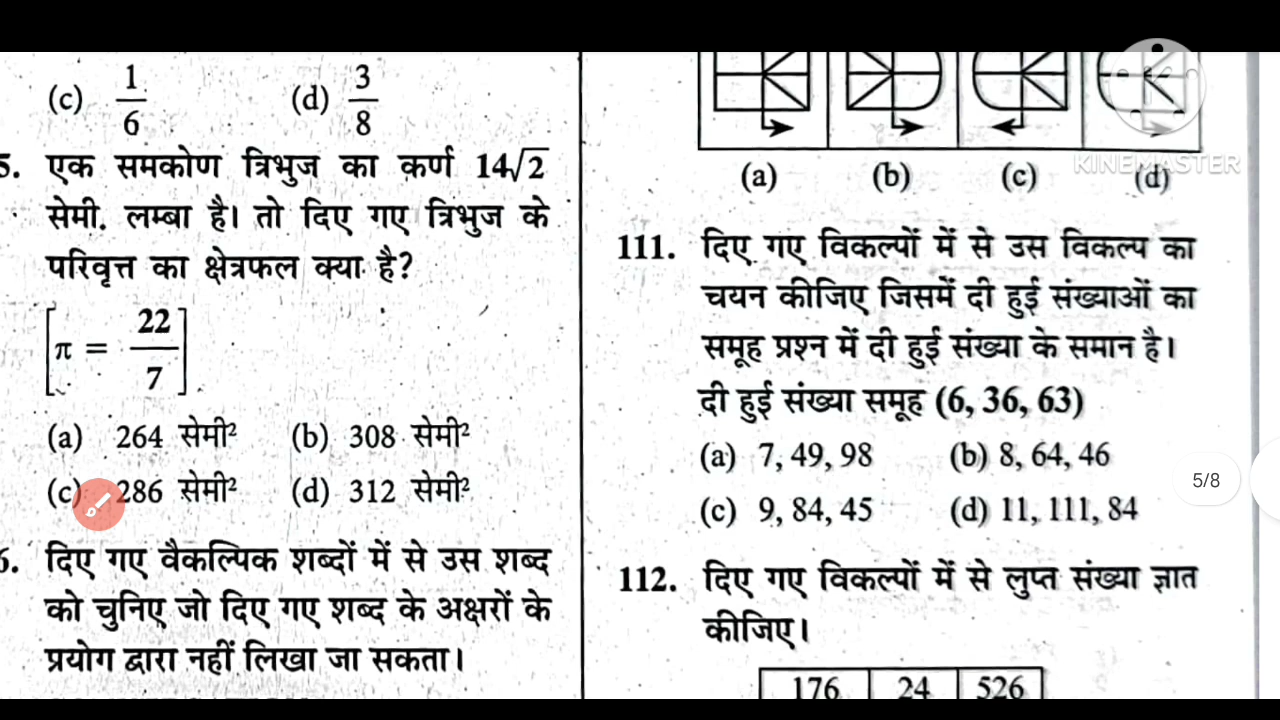 (c) 1/6 (d) 3/8
5. एक समकोण त्रिभुज का कर्ण 14√2
सेमी. लम्बा है। तो दिए गए त्रिभुज के
परिवृत्त का क्षेत्रफल क्या है?
[π = 22/7]
(a) 264 सेमी² (b) 308 सेमी²
(c) 286 सेमी² (d) 312 सेमी²
6. दिए गए वैकल्पिक शब्दों में से उस शब्द
को चुनिए जो दिए गए शब्द के अक्षरों के
प्रयोग द्वारा नहीं लिखा जा सकता।
(a) (b) (c) (d)
KINEMASTER
111. दिए गए विकल्पों में से उस विकल्प का
चयन कीजिए जिसमें दी हुई संख्याओं का
समूह प्रश्न में दी हुई संख्या के समान है।
दी हुई संख्या समूह (6, 36, 63)
(a) 7, 49, 98 (b) 8, 64, 46
(c) 9, 84, 45 (d) 11, 111, 84
112. दिए गए विकल्पों में से लुप्त संख्या ज्ञात
कीजिए।
176 24 526
5/8